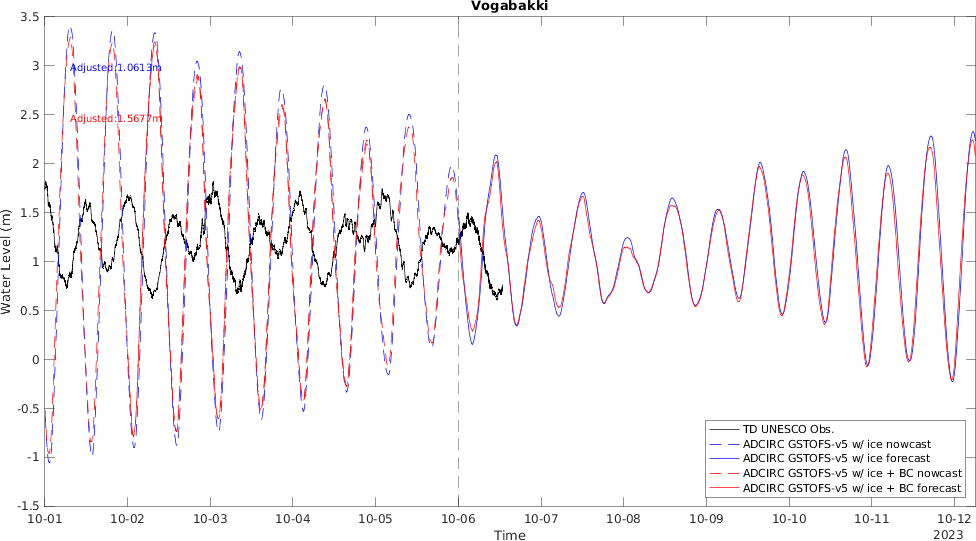 Vogabakki
3.5
3
2.5
2
1.5
1
0.5
0
-0.5
-1
-1.5
Water Level (m)
Adjusted:1.0613m
Adjusted:1.5677m
TD UNESCO Obs.
ADCIRC GSTOFS-v5 w/ ice nowcast
ADCIRC GSTOFS-v5 w/ ice forecast
ADCIRC GSTOFS-v5 w/ ice + BC nowcast
ADCIRC GSTOFS-v5 w/ ice + BC forecast
10-01 10-02 10-03 10-04 10-05 10-06 10-07 10-08 10-09 10-10 10-11 10-12
Time
2023